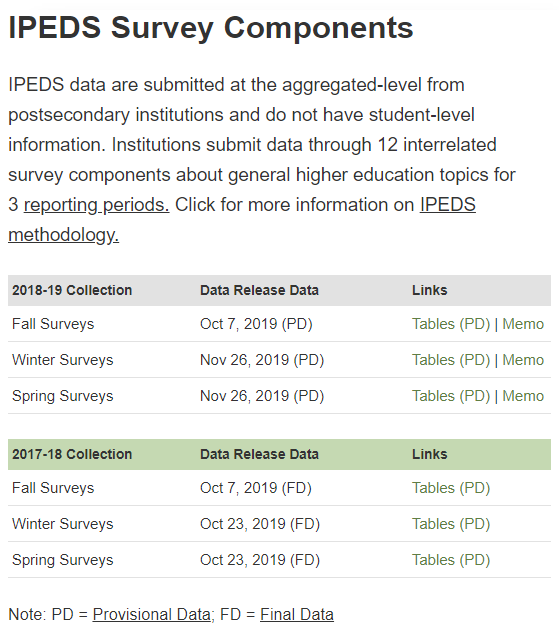 IPEDS Survey Components
IPEDS data are submitted at the aggregated-level from
postsecondary institutions and do not have student-level
information. Institutions submit data through 12 interrelated
survey components about general higher education topics for
3 reporting periods. Click for more information on IPEDS
methodology.
2018-19 Collection Data Release Data Links
Fall Surveys Oct 7, 2019 (PD) Tables (PD) | Memo
Winter Surveys Nov 26, 2019 (PD) Tables (PD) | Memo
Spring Surveys Nov 26, 2019 (PD) Tables (PD) | Memo
2017-18 Collection Data Release Data Links
Fall Surveys Oct 7, 2019 (FD) Tables (PD)
Winter Surveys Oct 23, 2019 (FD) Tables (PD)
Spring Surveys Oct 23, 2019 (FD) Tables (PD)
Note: PD = Provisional Data; FD = Final Data